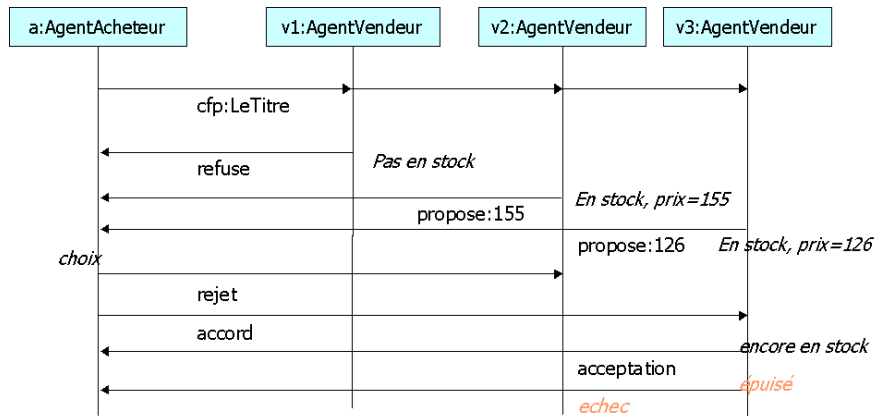 a:AgentAcheteur
v1:AgentVendeur
v2:AgentVendeur
v3:AgentVendeur
cfp:LeTitre
refuse
Pas en stock
En stock, prix=155
propose:155
propose:126
En stock, prix=126
choix
rejet
accord
encore en stock
acceptation
épuisé
echec